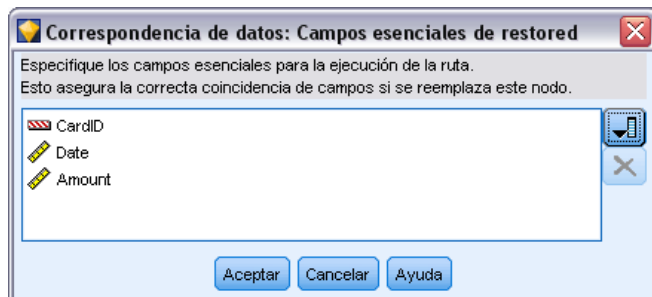 Correspondencia de datos: Campos esenciales de restored
Especifique los campos esenciales para la ejecución de la ruta.
Esto asegura la correcta coincidencia de campos si se reemplaza este nodo.
CardID
Date
Amount
Aceptar Cancelar Ayuda